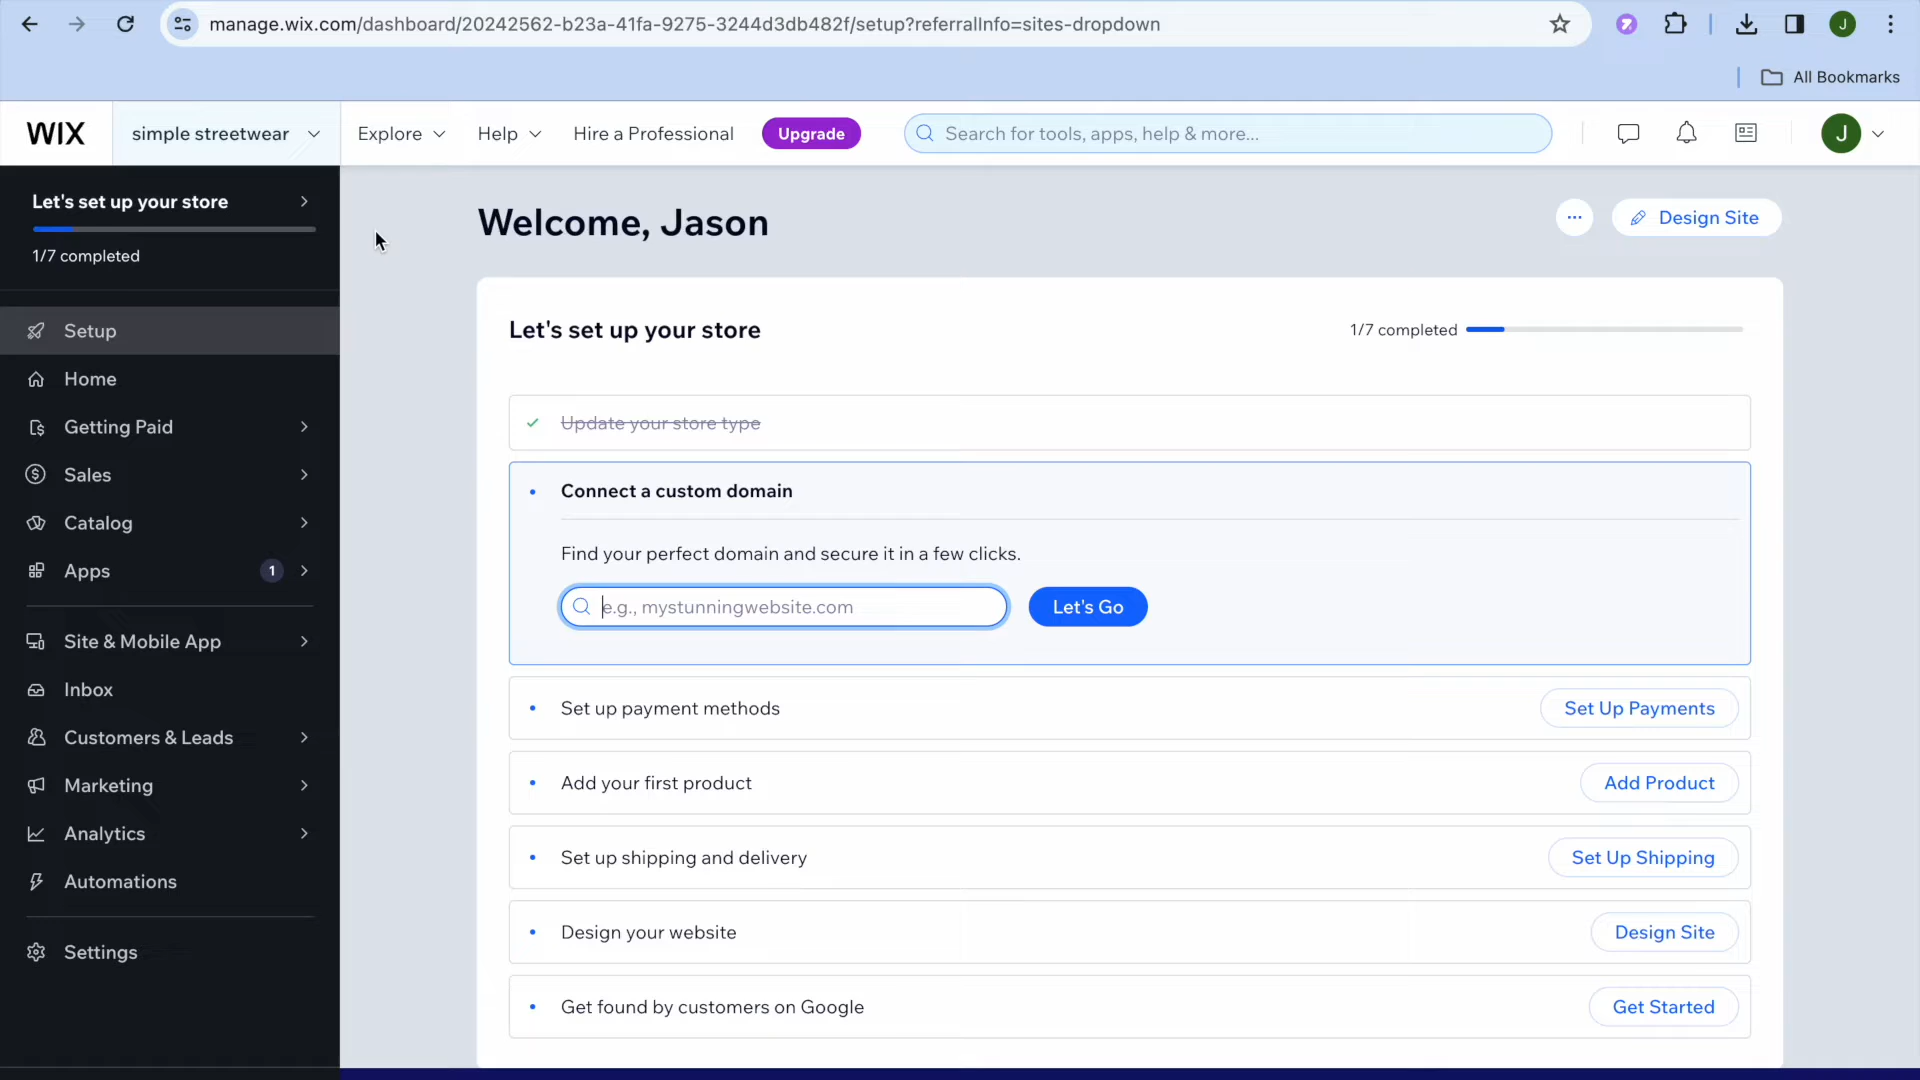 manage.wix.com/dashboard/20242562-b23a-41fa-9275-3244d3db482f/setup?referralInfo=sites-dropdown
J
All Bookmarks
WIX
simple streetwear
Explore
Help
Hire a Professional
Upgrade
Search for tools, apps, help & more...
J
Let's set up your store
1/7 completed
Setup
Home
Getting Paid
Sales
Catalog
Apps
1
Site & Mobile App
Inbox
Customers & Leads
Marketing
Analytics
Automations
Settings
Welcome, Jason
Design Site
Let's set up your store
1/7 completed
Update your store type
Connect a custom domain
Find your perfect domain and secure it in a few clicks.
e.g., mystunningwebsite.com
Let's Go
Set up payment methods
Set Up Payments
Add your first product
Add Product
Set up shipping and delivery
Set Up Shipping
Design your website
Design Site
Get found by customers on Google
Get Started